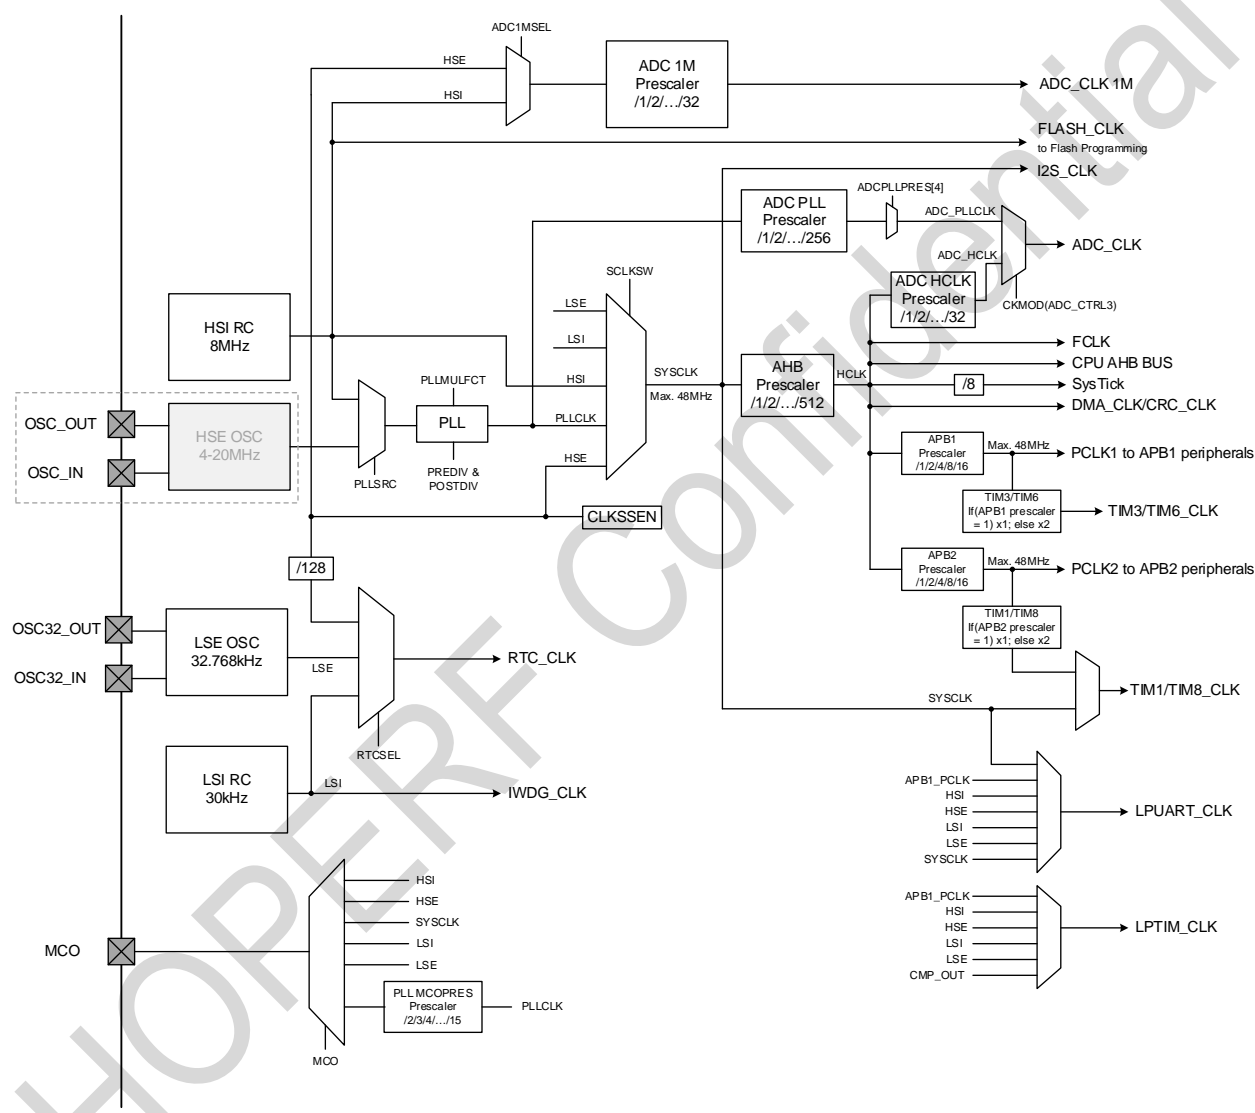 ADC1MSEL
HSE
HSI
ADC 1M
Prescaler
/1/2/…/32
ADC_CLK 1M
FLASH_CLK
to Flash Programming
I2S_CLK
ADC PLL
Prescaler
/1/2/…/256
ADCPLLPRES[4]
ADC_PLLCLK
ADC_HCLK
ADC_CLK
ADC HCLK
Prescaler
/1/2/…/32
CKMOD(ADC_CTRL3)
SCLKSW
LSE
LSI
HSI
PLLCLK
HSE
SYSCLK
Max. 48MHz
HSI RC
8MHz
AHB
Prescaler
/1/2/…/512
HCLK
FCLK
CPU AHB BUS
/8
SysTick
DMA_CLK/CRC_CLK
PLLMULFCT
PLL
PREDIV &
POSTDIV
PLLSRC
OSC_OUT
OSC_IN
HSE OSC
4-20MHz
APB1
Prescaler
/1/2/4/8/16
Max. 48MHz
PCLK1 to APB1 peripherals
TIM3/TIM6
If(APB1 prescaler
= 1) x1; else x2
TIM3/TIM6_CLK
CLKSSEN
/128
APB2
Prescaler
/1/2/4/8/16
Max. 48MHz
PCLK2 to APB2 peripherals
TIM1/TIM8
If(APB2 prescaler
= 1) x1; else x2
TIM1/TIM8_CLK
SYSCLK
OSC32_OUT
OSC32_IN
LSE OSC
32.768kHz
LSE
RTC_CLK
RTCSEL
LSI RC
30kHz
LSI
IWDG_CLK
APB1_PCLK
HSI
HSE
LSI
LSE
SYSCLK
LPUART_CLK
APB1_PCLK
HSI
HSE
LSI
LSE
CMP_OUT
LPTIM_CLK
MCO
HSI
HSE
SYSCLK
LSI
LSE
PLL MCOPRES
Prescaler
/2/3/4/…/15
PLLCLK
MCO
HOPERF Confidential